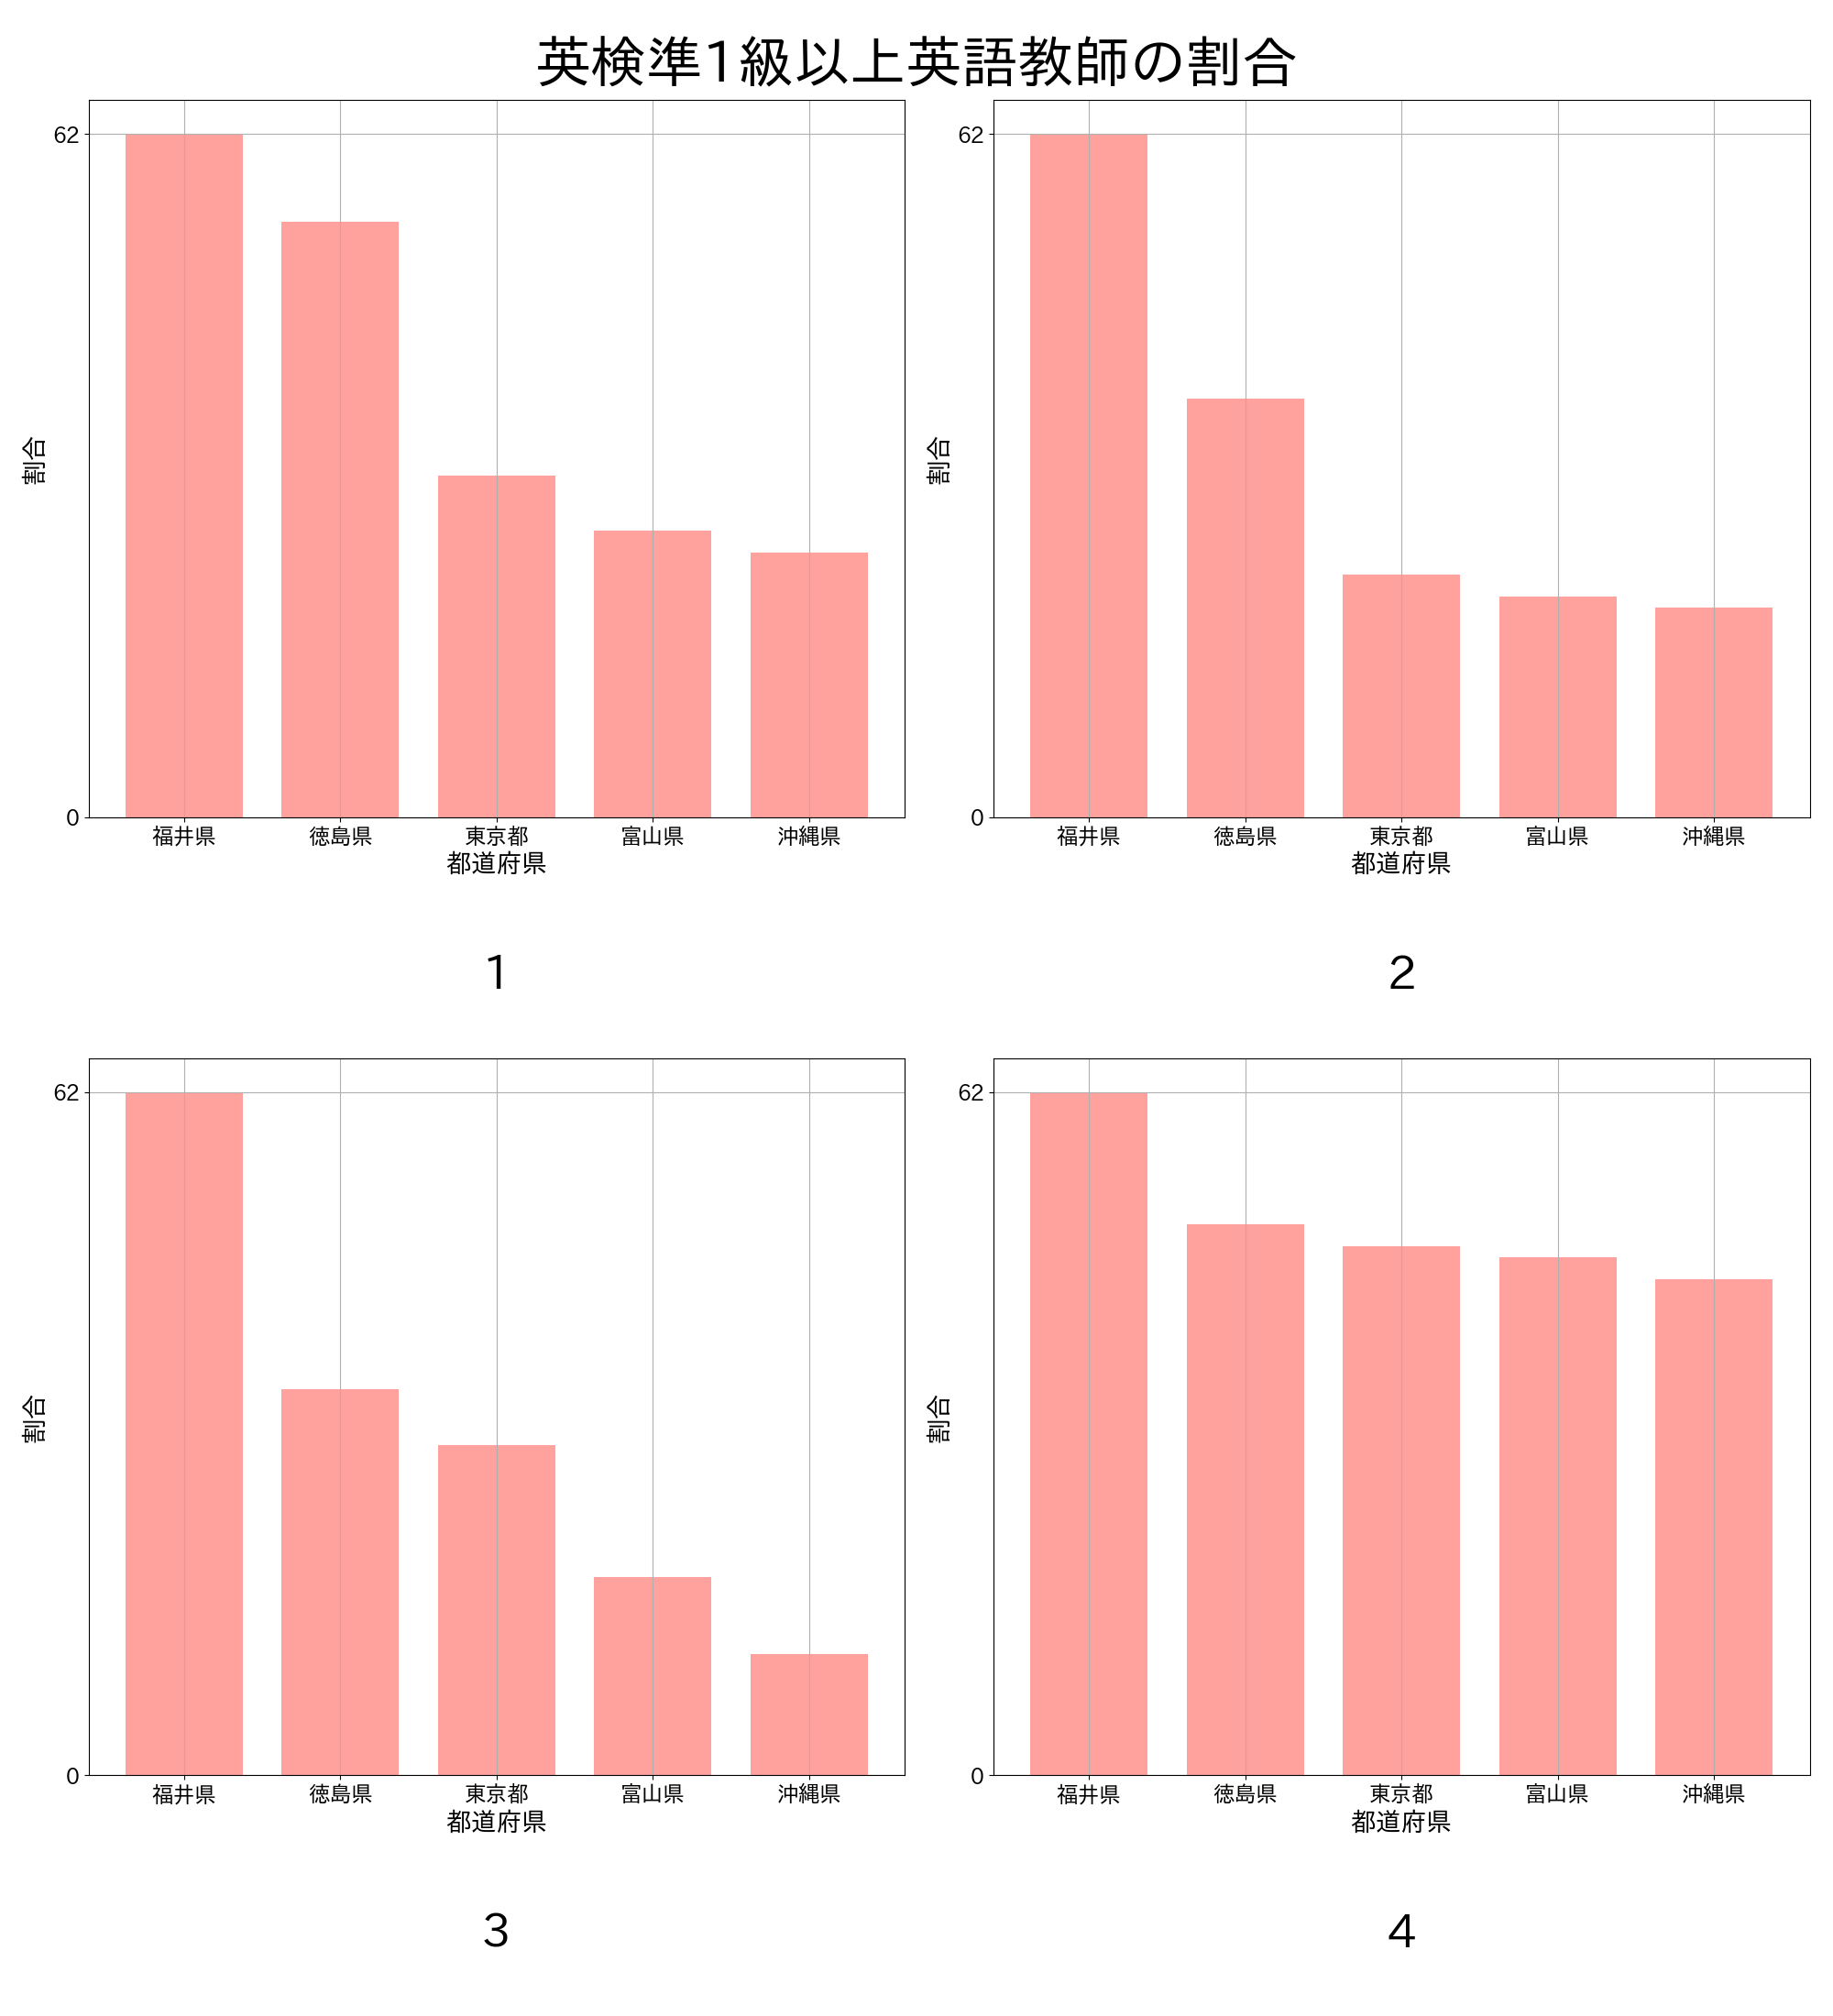 英検準1級以上英語教師の割合
62
0
割合
福井県 徳島県 東京都 富山県 沖縄県
都道府県
1
62
0
割合
福井県 徳島県 東京都 富山県 沖縄県
都道府県
2
62
0
割合
福井県 徳島県 東京都 富山県 沖縄県
都道府県
3
62
0
割合
福井県 徳島県 東京都 富山県 沖縄県
都道府県
4